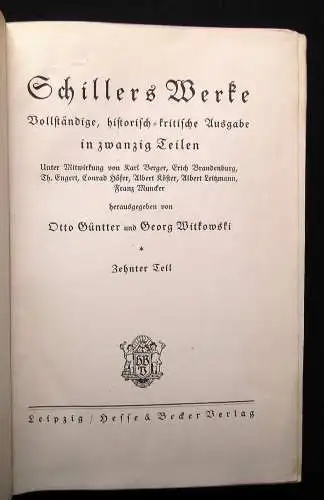 Schillers Werke
Vollständige, historisch-kritische Ausgabe
in zwanzig Teilen
Unter Mitwirkung von Karl Berger, Erich Brandenburg,
Th. Engert, Conrad Höfer, Albert Köster, Albert Leitzmann,
Franz Muncker
herausgegeben von
Otto Güntter und Georg Witkowski
*
Zehnter Teil
HBV
Leipzig / Hesse & Becker Verlag